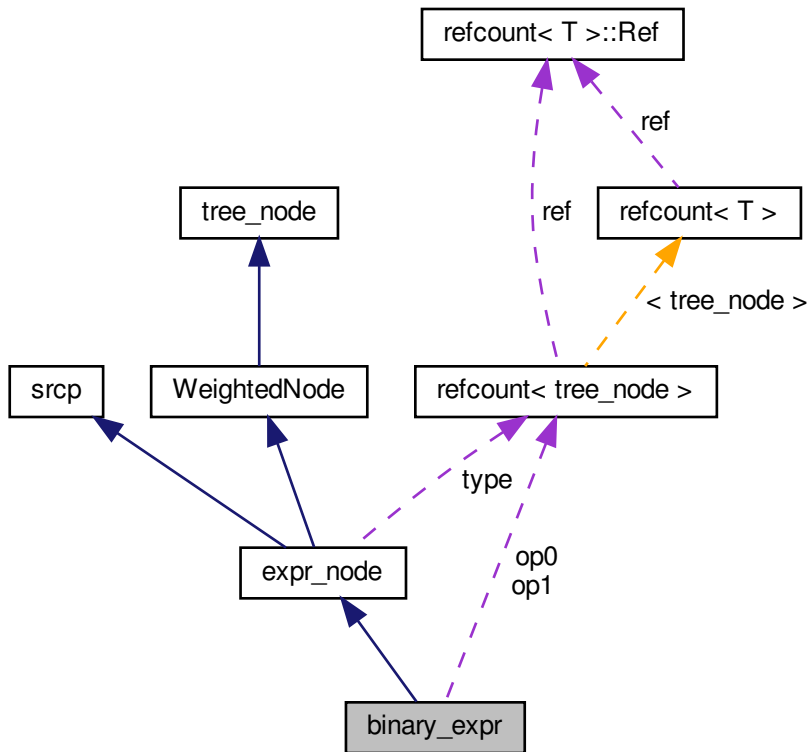 refcount< T >::Ref
ref
tree_node
ref
refcount< T >
< tree_node >
srcp
WeightedNode
refcount< tree_node >
type
expr_node
op0
op1
binary_expr